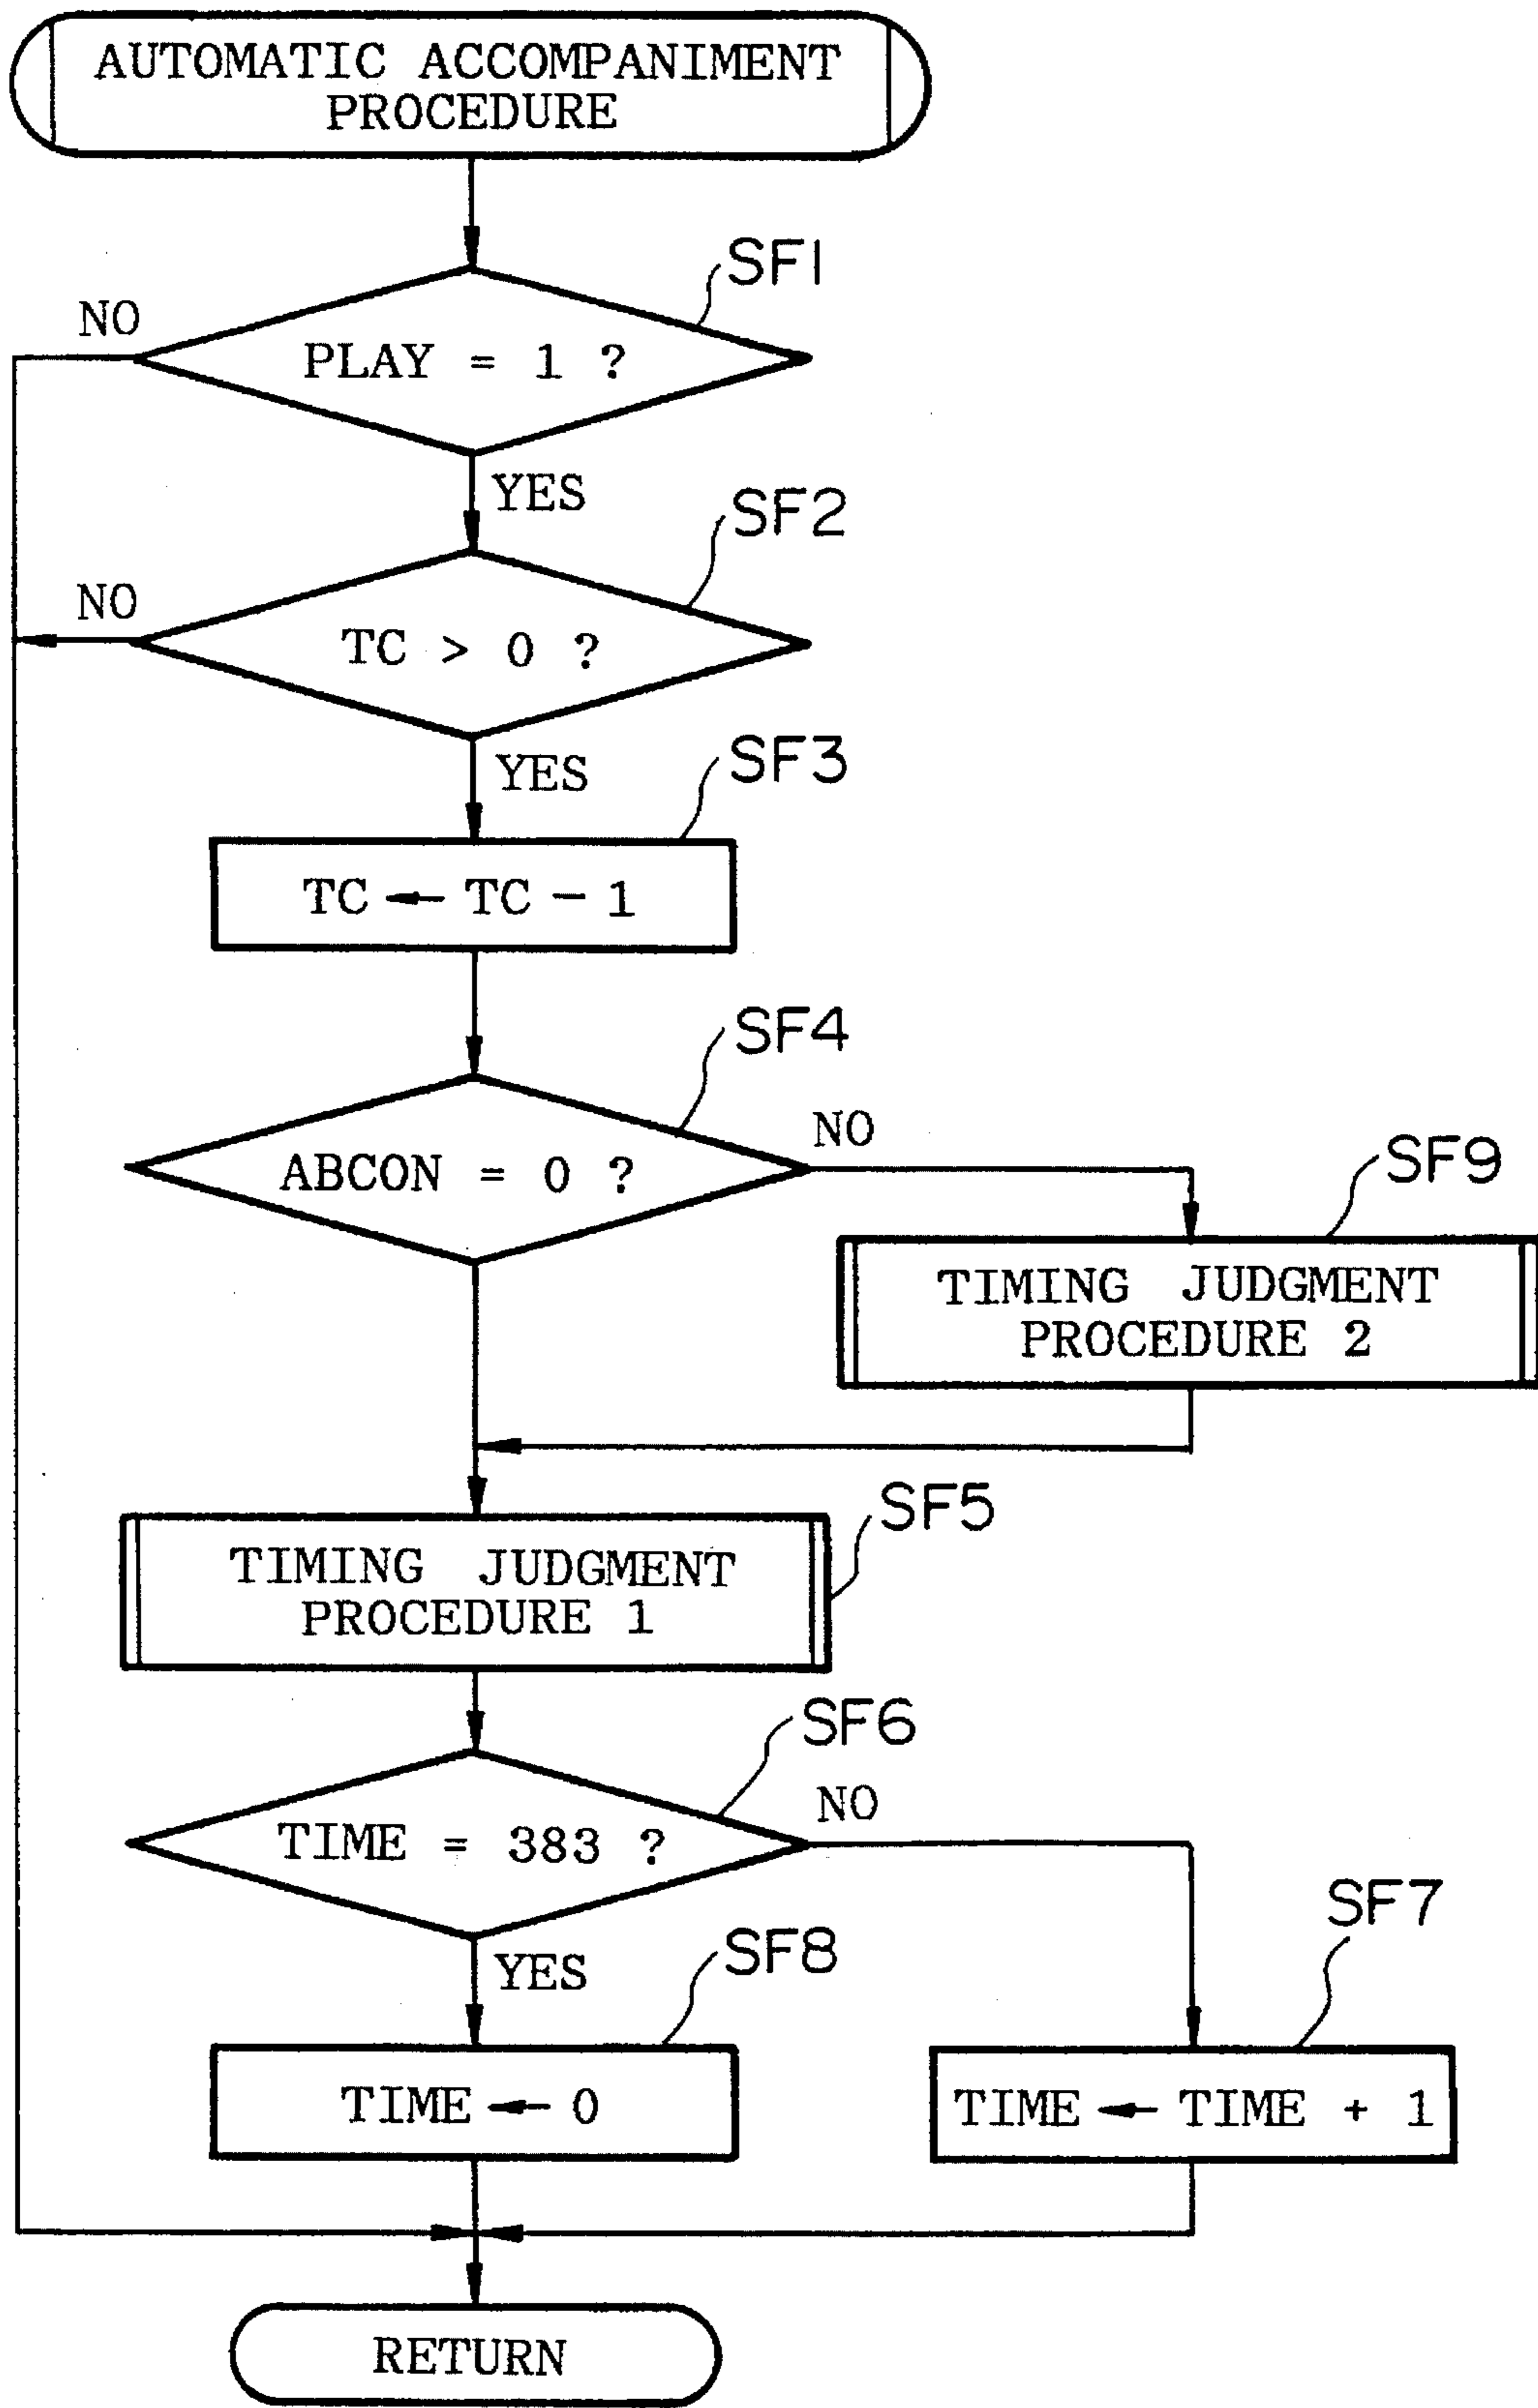 AUTOMATIC ACCOMPANIMENT
PROCEDURE
SF1
NO
PLAY = 1 ?
YES
SF2
NO
TC > 0 ?
YES
SF3
TC ← TC − 1
SF4
NO
ABCON = 0 ?
SF9
TIMING JUDGMENT
PROCEDURE 2
SF5
TIMING JUDGMENT
PROCEDURE 1
SF6
NO
TIME = 383 ?
SF7
YES
SF8
TIME ← 0
TIME ← TIME + 1
RETURN